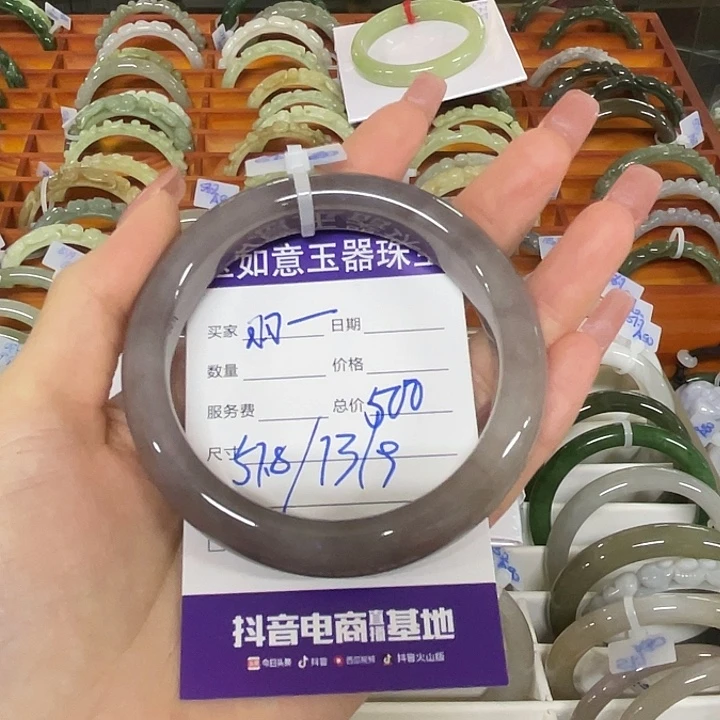 如意玉器珠
买家 羽一 日期
数量 价格
服务费 总价 500
尺寸 57.8/13/9
抖音电商直播基地
今日头条 抖音 西瓜视频 抖音火山版